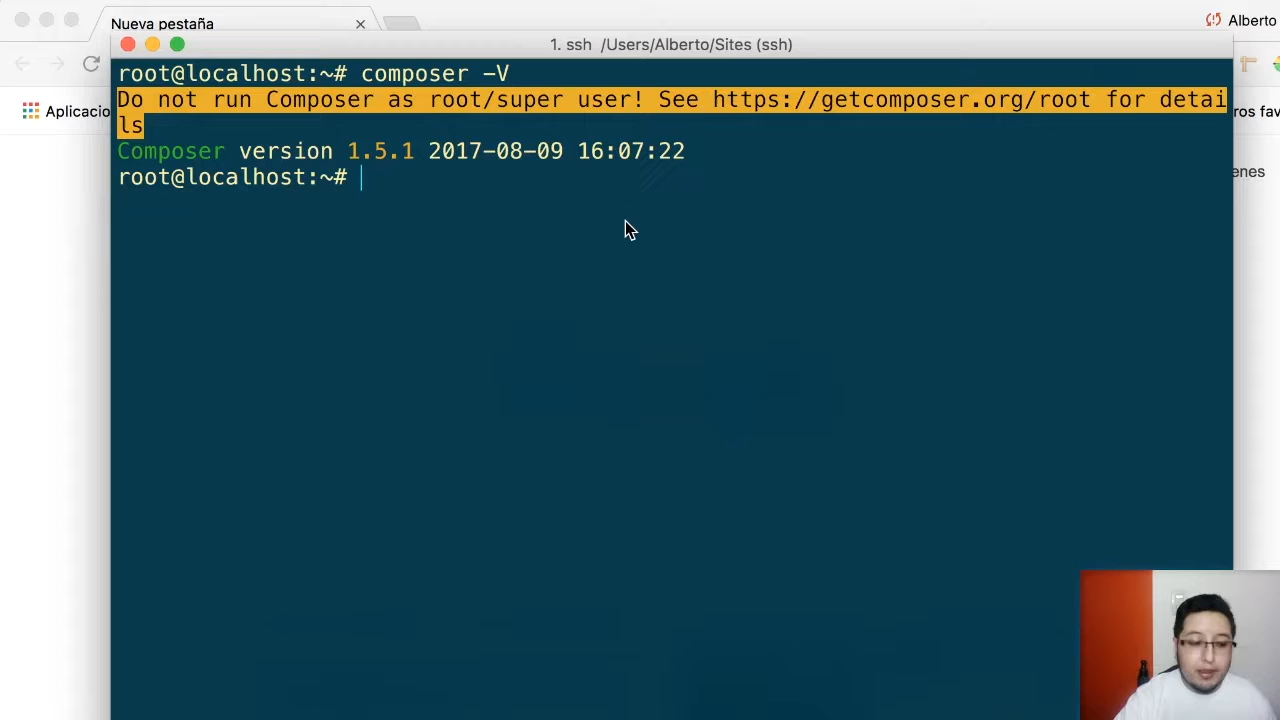 Nueva pestaña
Alberto
1. ssh /Users/Alberto/Sites (ssh)
root@localhost:~# composer -V
Aplicacio
Do not run Composer as root/super user! See https://getcomposer.org/root for detai
ros fav
ls
Composer version 1.5.1 2017-08-09 16:07:22
enes
root@localhost:~#